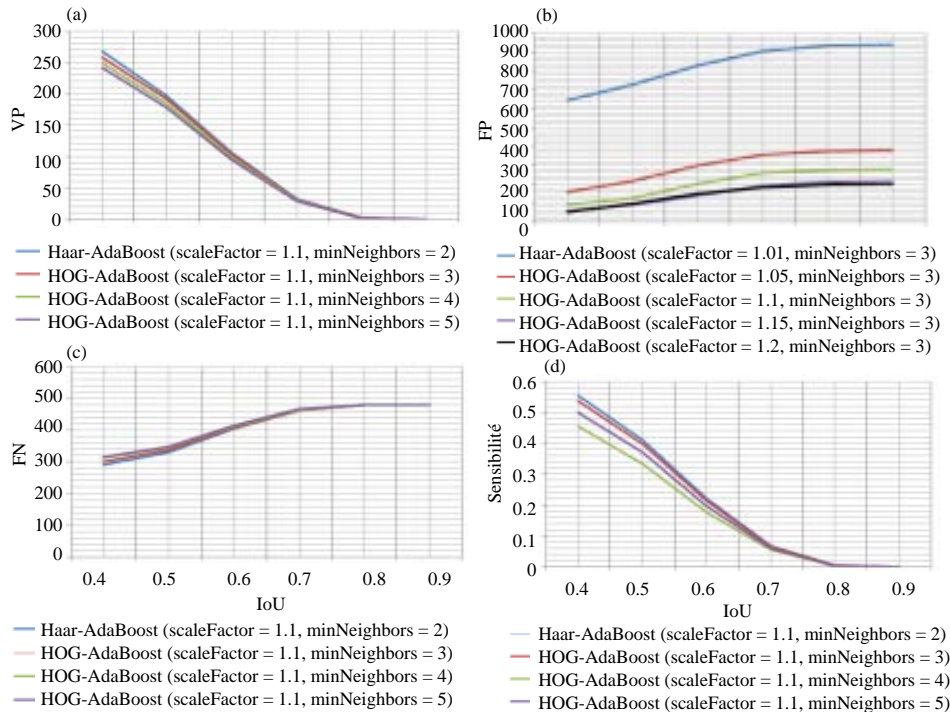 (a)
300
250
200
150
100
50
0
VP
Haar-AdaBoost (scaleFactor = 1.1, minNeighbors = 2)
HOG-AdaBoost (scaleFactor = 1.1, minNeighbors = 3)
HOG-AdaBoost (scaleFactor = 1.1, minNeighbors = 4)
HOG-AdaBoost (scaleFactor = 1.1, minNeighbors = 5)
(b)
1000
900
800
700
600
500
400
300
200
100
0
FP
Haar-AdaBoost (scaleFactor = 1.01, minNeighbors = 3)
HOG-AdaBoost (scaleFactor = 1.05, minNeighbors = 3)
HOG-AdaBoost (scaleFactor = 1.1, minNeighbors = 3)
HOG-AdaBoost (scaleFactor = 1.15, minNeighbors = 3)
HOG-AdaBoost (scaleFactor = 1.2, minNeighbors = 3)
(c)
600
500
400
300
200
100
0
FN
0.4 0.5 0.6 0.7 0.8 0.9
IoU
Haar-AdaBoost (scaleFactor = 1.1, minNeighbors = 2)
HOG-AdaBoost (scaleFactor = 1.1, minNeighbors = 3)
HOG-AdaBoost (scaleFactor = 1.1, minNeighbors = 4)
HOG-AdaBoost (scaleFactor = 1.1, minNeighbors = 5)
(d)
0.6
0.5
0.4
0.3
0.2
0.1
0
Sensibilité
0.4 0.5 0.6 0.7 0.8 0.9
IoU
Haar-AdaBoost (scaleFactor = 1.1, minNeighbors = 2)
HOG-AdaBoost (scaleFactor = 1.1, minNeighbors = 3)
HOG-AdaBoost (scaleFactor = 1.1, minNeighbors = 4)
HOG-AdaBoost (scaleFactor = 1.1, minNeighbors = 5)